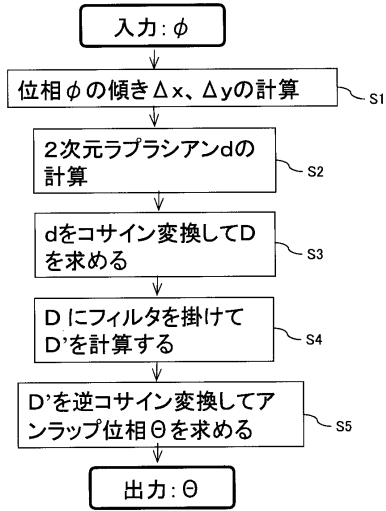 入力:φ
位相φの傾きΔx、Δyの計算
S1
2次元ラプラシアンdの
計算
S2
dをコサイン変換してD
を求める
S3
Dにフィルタを掛けて
D'を計算する
S4
D'を逆コサイン変換してア
ンラップ位相Θを求める
S5
出力:Θ